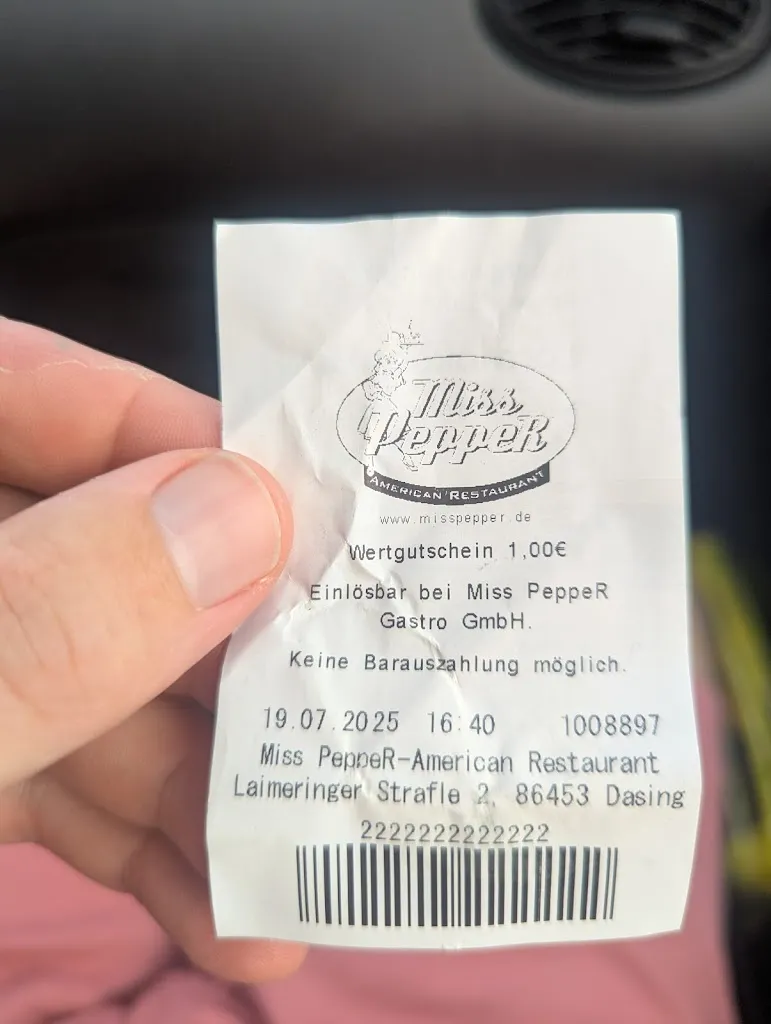 Miss
PeppeR
AMERICAN RESTAURANT
www.misspepper.de
Wertgutschein 1,00€
Einlösbar bei Miss PeppeR
Gastro GmbH.
Keine Barauszahlung möglich.
19.07.2025 16:40 1008897
Miss PeppeR-American Restaurant
Laimeringer Strafle 2, 86453 Dasing
2222222222222